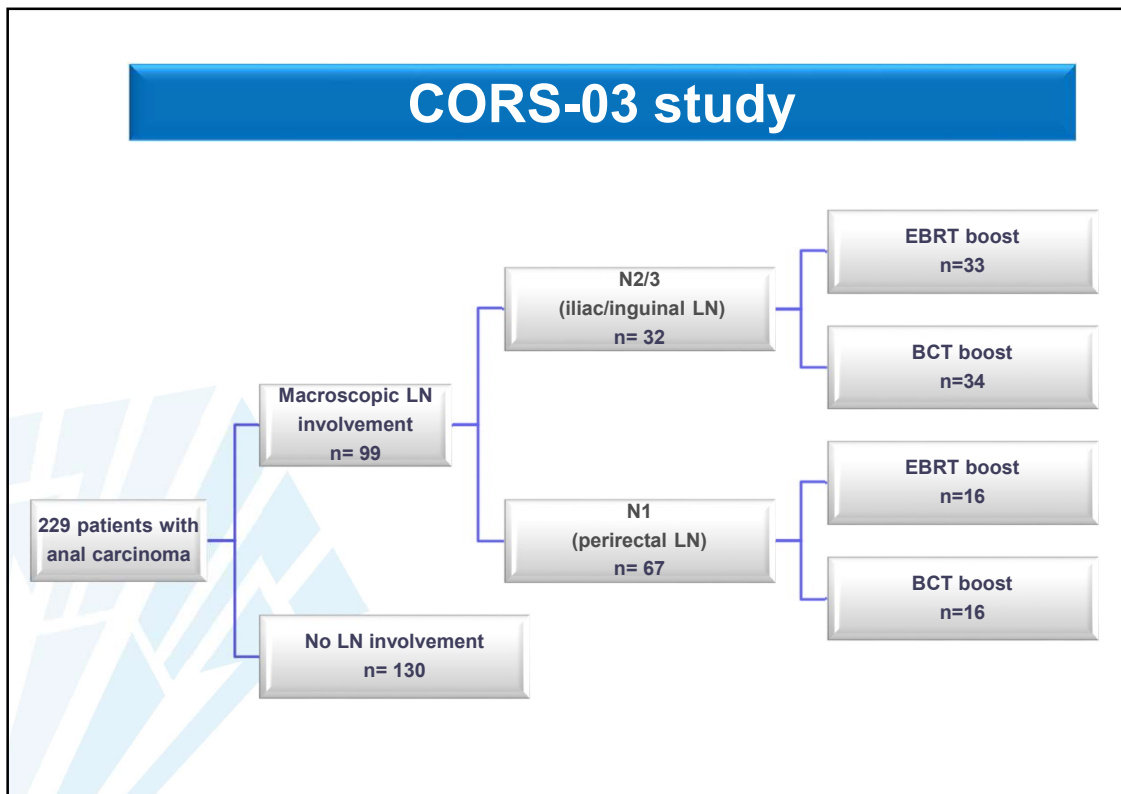 CORS-03 study
229 patients with
anal carcinoma
Macroscopic LN
involvement
n= 99
No LN involvement
n= 130
N2/3
(iliac/inguinal LN)
n= 32
N1
(perirectal LN)
n= 67
EBRT boost
n=33
BCT boost
n=34
EBRT boost
n=16
BCT boost
n=16